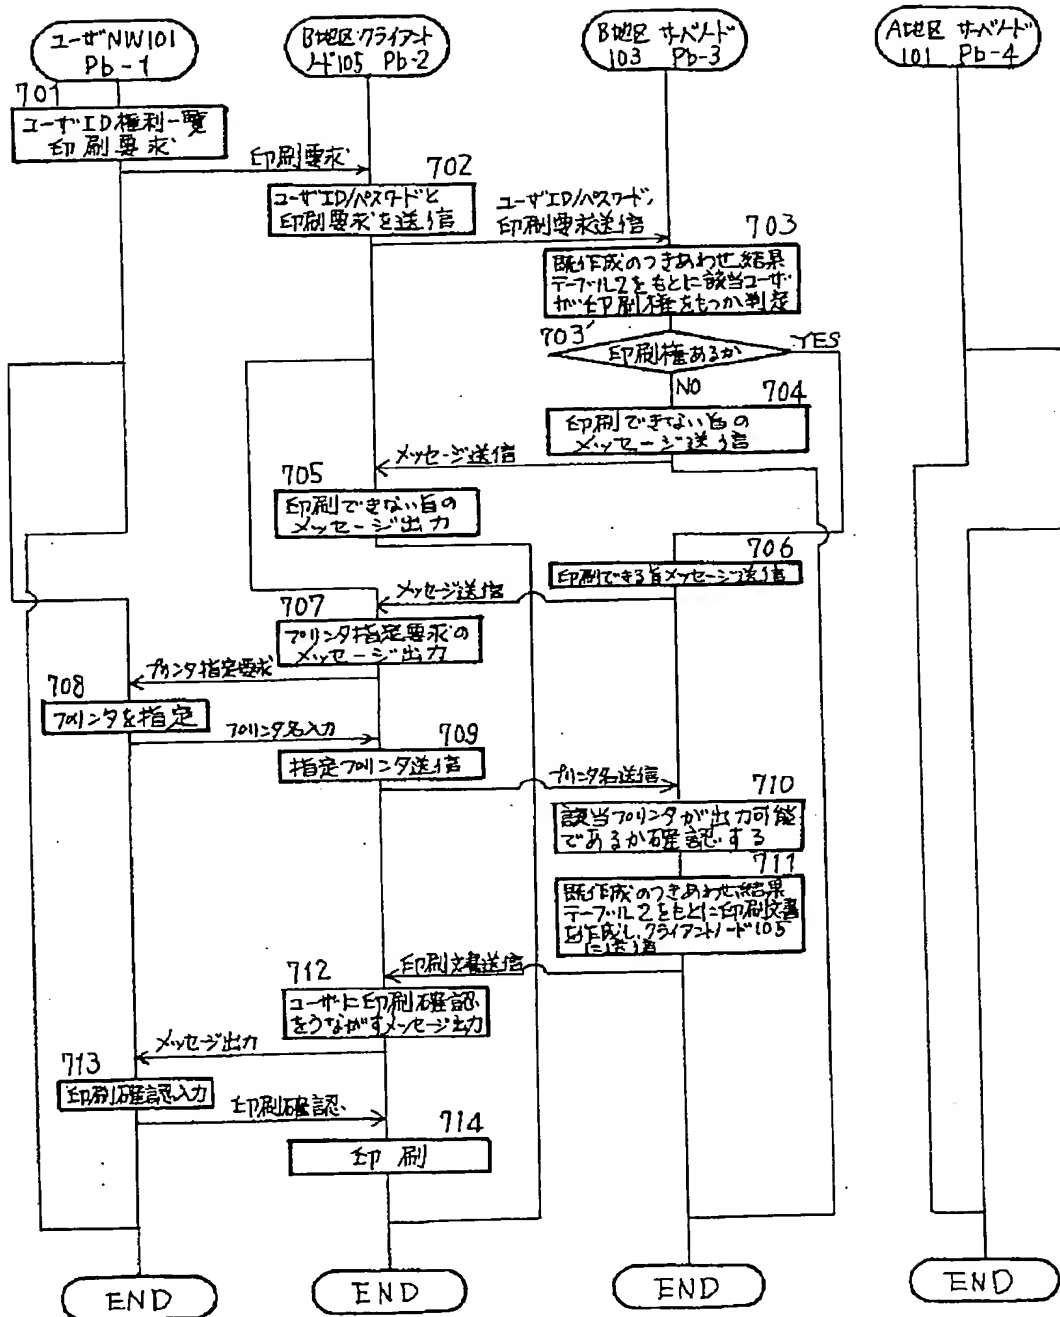 ユーザNW101
Pb-1
B地区クライアント
ノード105 Pb-2
B地区 サーバノード
103 Pb-3
A地区 サーバノード
101 Pb-4
701
ユーザID権利一覧
印刷要求
印刷要求
702
ユーザID/パスワードと
印刷要求を送信
ユーザID/パスワード,
印刷要求送信
703
既作成のつきあわせ結果
テーブル2をもとに該当ユーザ
が印刷権をもつか判定
703'
印刷権あるか
YES
NO
704
印刷できない旨の
メッセージ送信
メッセージ送信
705
印刷できない旨の
メッセージ出力
706
印刷できる旨メッセージ送信
メッセージ送信
707
プリンタ指定要求の
メッセージ出力
プリンタ指定要求
708
プリンタを指定
プリンタ名入力
709
指定プリンタ送信
プリンタ名送信
710
該当プリンタが出力可能
であるか確認する
711
既作成のつきあわせ結果
テーブル2をもとに印刷文書
を作成し,クライアントノード105
に送信
印刷文書送信
712
ユーザに印刷確認
をうながすメッセージ出力
メッセージ出力
713
印刷確認入力
印刷確認
714
印刷
END
END
END
END